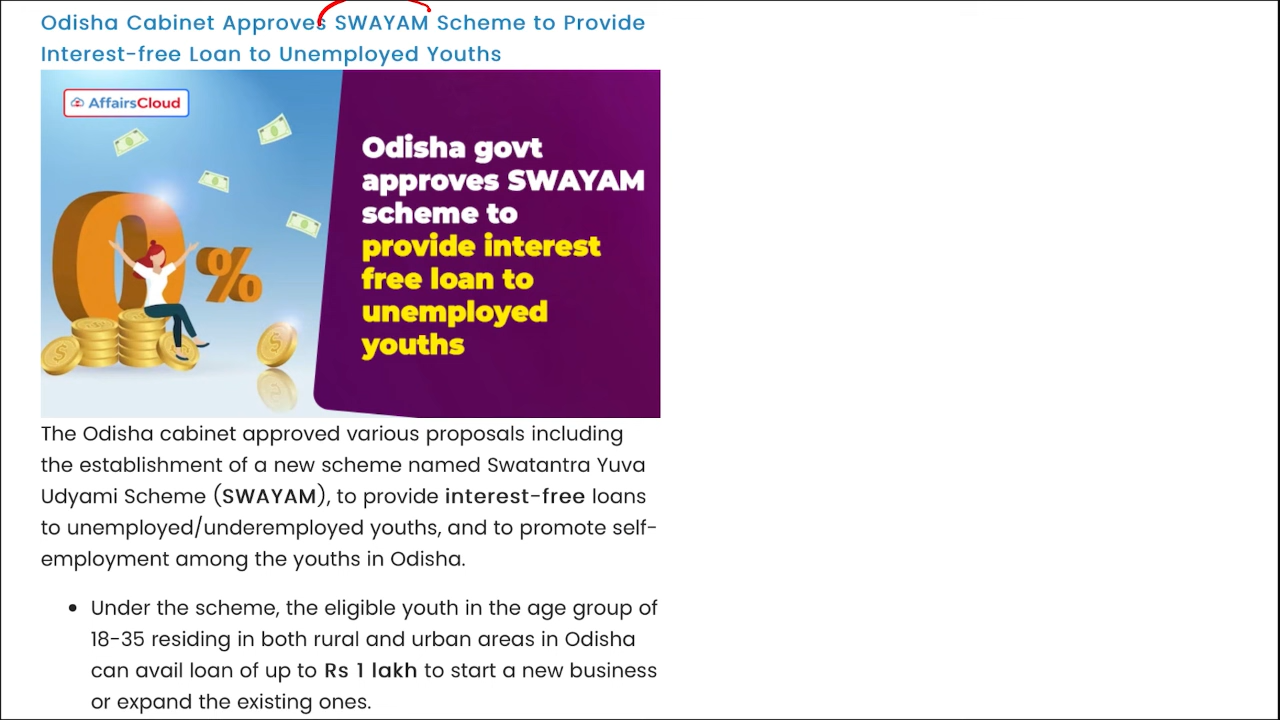 Odisha Cabinet Approves SWAYAM Scheme to Provide
Interest-free Loan to Unemployed Youths
AffairsCloud
0%
Odisha govt
approves SWAYAM
scheme to
provide interest
free loan to
unemployed
youths
The Odisha cabinet approved various proposals including
the establishment of a new scheme named Swatantra Yuva
Udyami Scheme (SWAYAM), to provide interest-free loans
to unemployed/underemployed youths, and to promote self-
employment among the youths in Odisha.
• Under the scheme, the eligible youth in the age group of
18-35 residing in both rural and urban areas in Odisha
can avail loan of up to Rs 1 lakh to start a new business
or expand the existing ones.